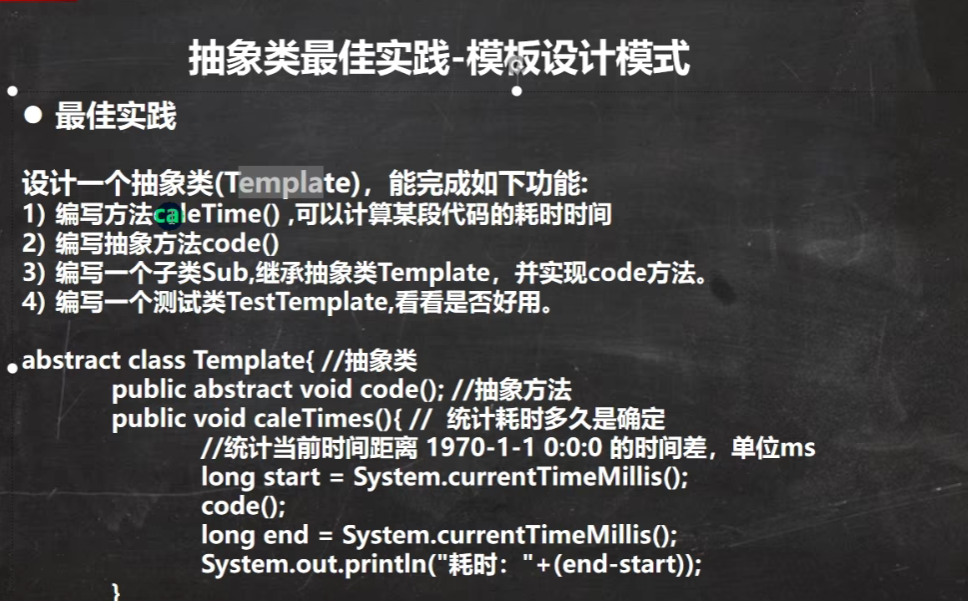 抽象类最佳实践-模板设计模式
● 最佳实践
设计一个抽象类(Template)，能完成如下功能:
1) 编写方法caleTime() ,可以计算某段代码的耗时时间
2) 编写抽象方法code()
3) 编写一个子类Sub,继承抽象类Template，并实现code方法。
4) 编写一个测试类TestTemplate,看看是否好用。
abstract class Template{ //抽象类
public abstract void code(); //抽象方法
public void caleTimes(){ // 统计耗时多久是确定
//统计当前时间距离 1970-1-1 0:0:0 的时间差，单位ms
long start = System.currentTimeMillis();
code();
long end = System.currentTimeMillis();
System.out.println("耗时："+(end-start));
}